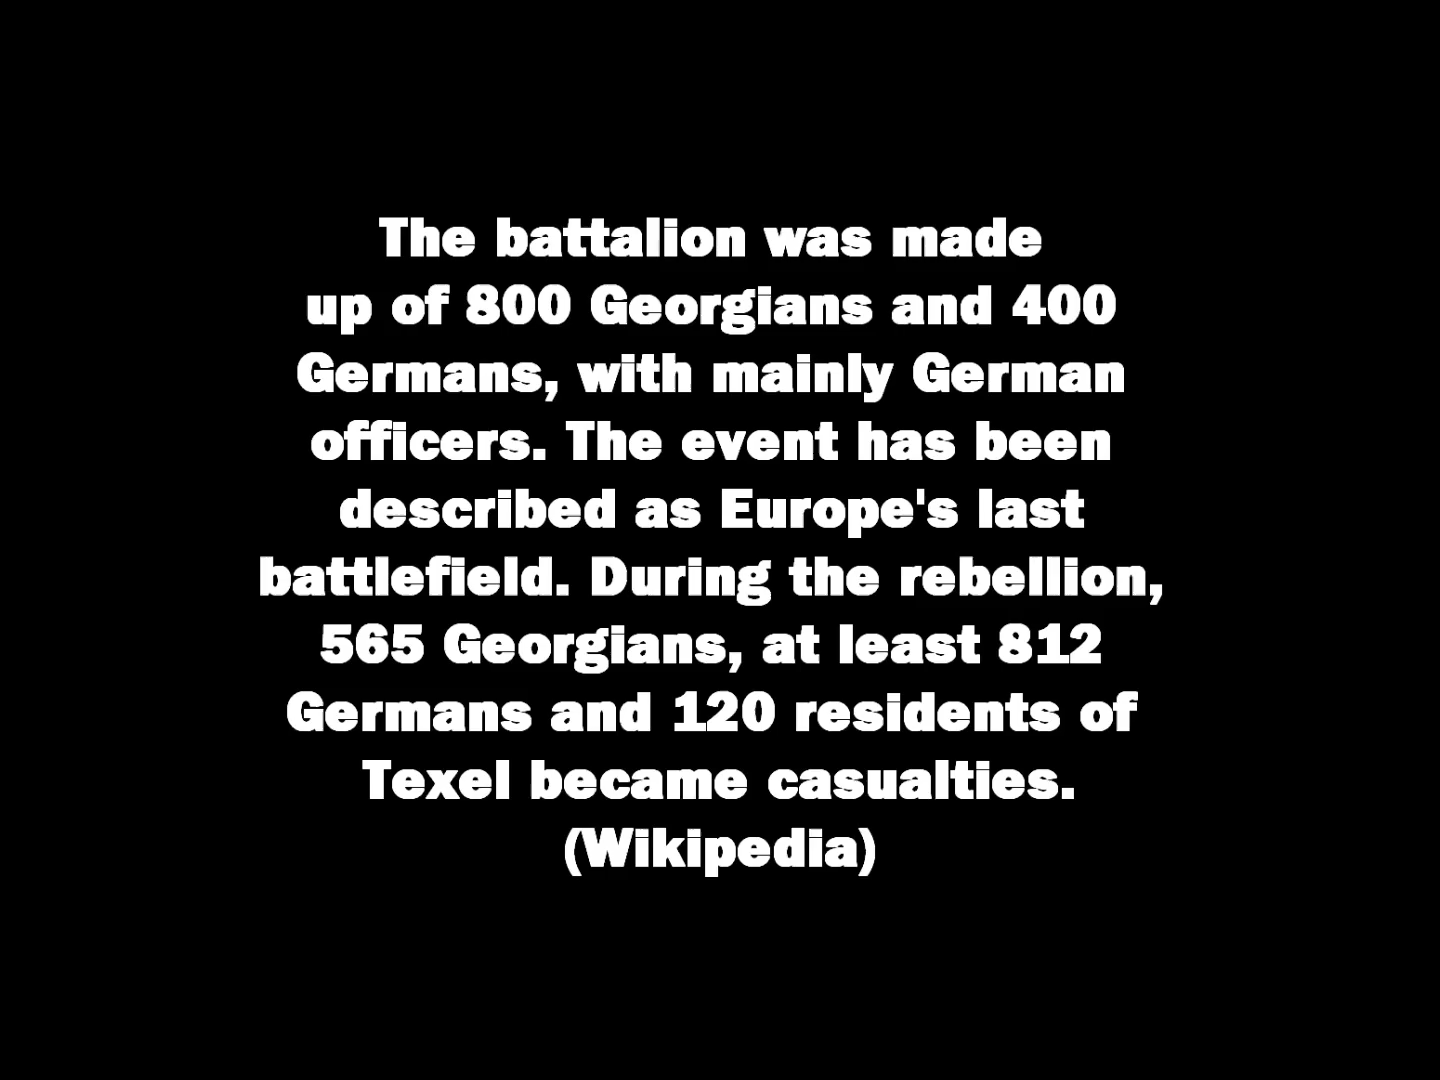 The battalion was made
up of 800 Georgians and 400
Germans, with mainly German
officers. The event has been
described as Europe's last
battlefield. During the rebellion,
565 Georgians, at least 812
Germans and 120 residents of
Texel became casualties.
(Wikipedia)